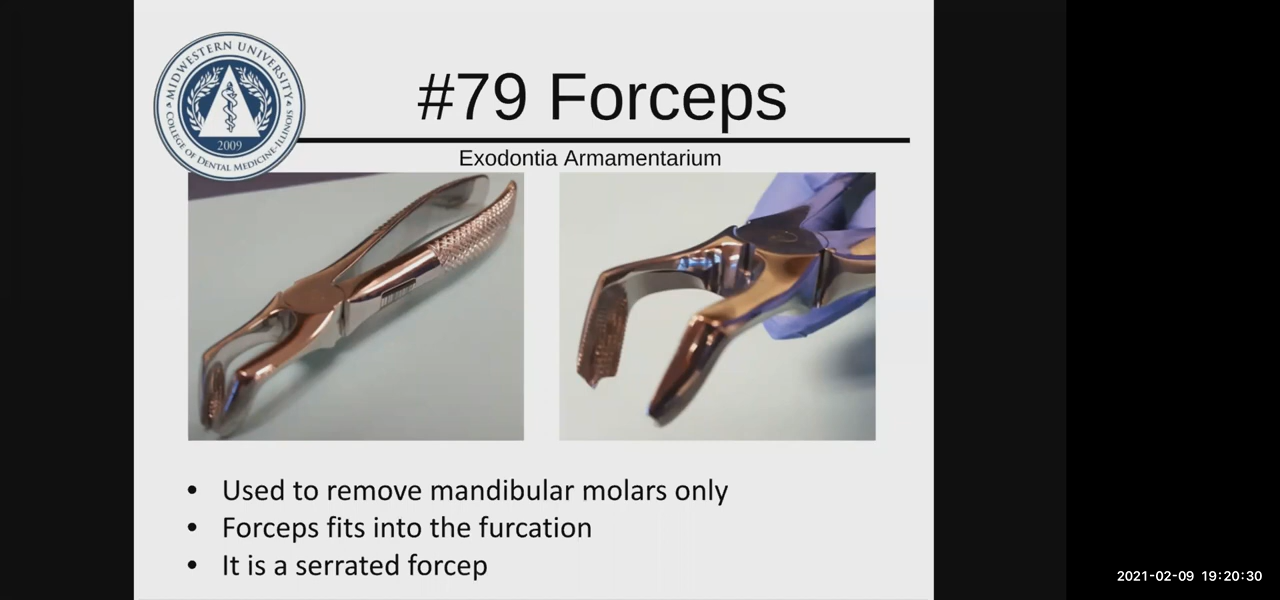 MIDWESTERN UNIVERSITY
2009
COLLEGE OF DENTAL MEDICINE-ILLINOIS
#79 Forceps
Exodontia Armamentarium
• Used to remove mandibular molars only
• Forceps fits into the furcation
• It is a serrated forcep
2021-02-09 19:20:30